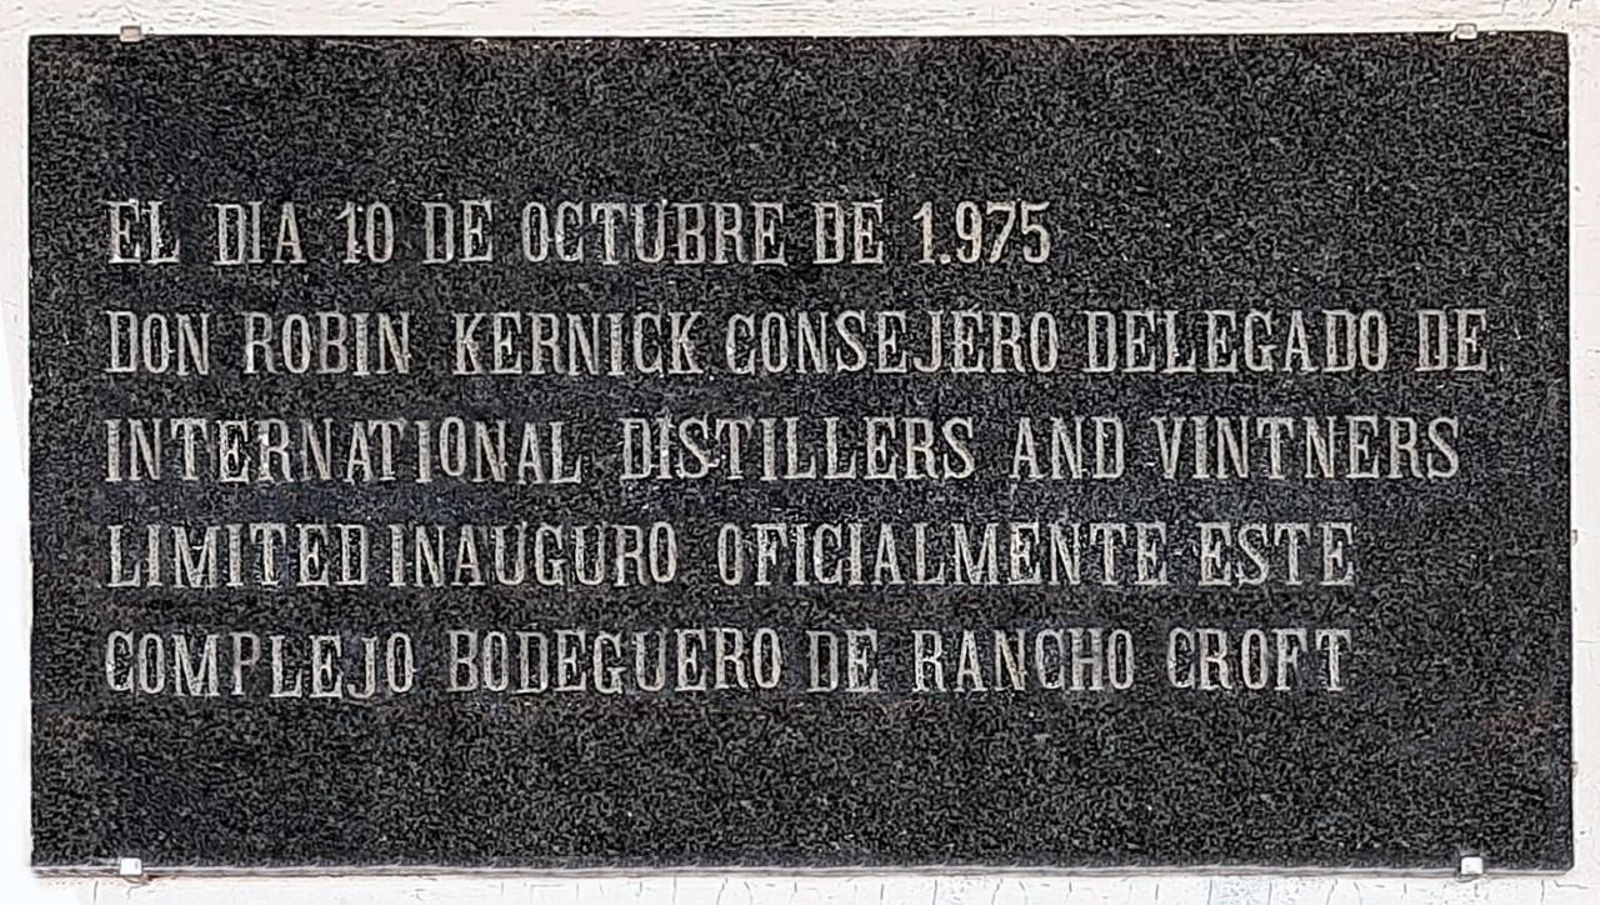 EL DIA 10 DE OCTUBRE DE 1.975
DON ROBIN KERNICK CONSEJERO DELEGADO DE
INTERNATIONAL DISTILLERS AND VINTNERS
LIMITED INAUGURO OFICIALMENTE ESTE
COMPLEJO BODEGUERO DE RANCHO CROFT